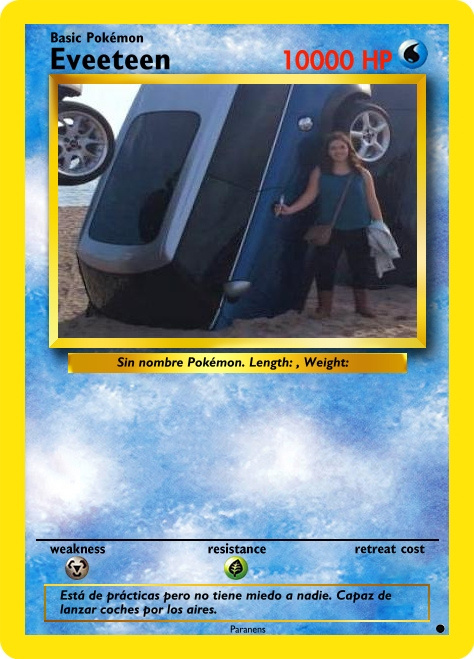 Basic Pokémon
Eveeteen 10000 HP
Sin nombre Pokémon. Length: , Weight:
weakness resistance retreat cost
Está de prácticas pero no tiene miedo a nadie. Capaz de
lanzar coches por los aires.
Paranens